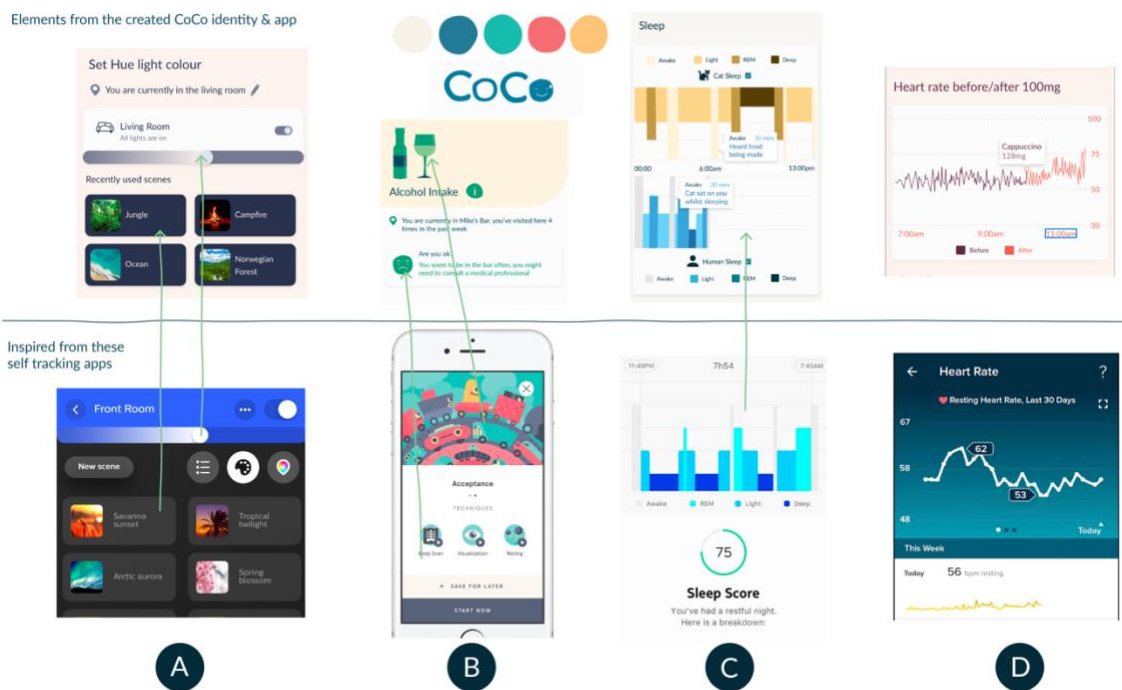 Elements from the created CoCo identity & app
Set Hue light colour
You are currently in the living room
Living Room
All lights are on
Recently used scenes
Jungle
Campfire
Ocean
Norwegian
Forest
CoCo
Alcohol Intake
i
You are currently in Mike's Bar, you've visited here 4
times in the past week
Are you ok
You seem to be in the bar often, you might
need to consult a medical professional
Sleep
Awake
Light
REM
Deep
Cat Sleep
Awake 30 mins
Heard food
being made
00:00
6:00am
13:00pm
Awake 30 mins
Cat sat on you
whilst sleeping
Human Sleep
Awake
Light
REM
Deep
Heart rate before/after 100mg
100
Cappuccino
128mg
75
50
30
7:00am
9:00am
11:00am
Before
After
Inspired from these
self tracking apps
Front Room
New scene
Savanna
sunset
Tropical
twilight
Arctic aurora
Spring
blossom
Acceptance
TECHNIQUES
Body Scan
Visualisation
Noting
+ SAVE FOR LATER
START NOW
11:49PM
7h54
7:45AM
Awake
REM
Light
Deep
75
Sleep Score
You've had a restful night.
Here is a breakdown:
Heart Rate
?
Resting Heart Rate, Last 30 Days
67
62
58
53
48
Today
This Week
Today
56 bpm resting
A
B
C
D